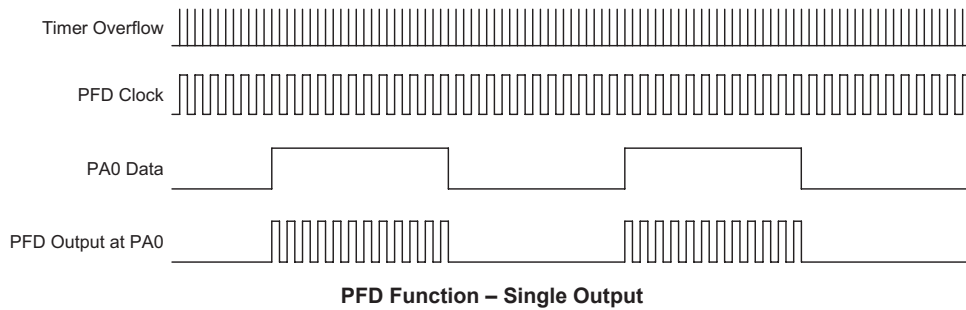 Timer Overflow
PFD Clock
PA0 Data
PFD Output at PA0
PFD Function – Single Output